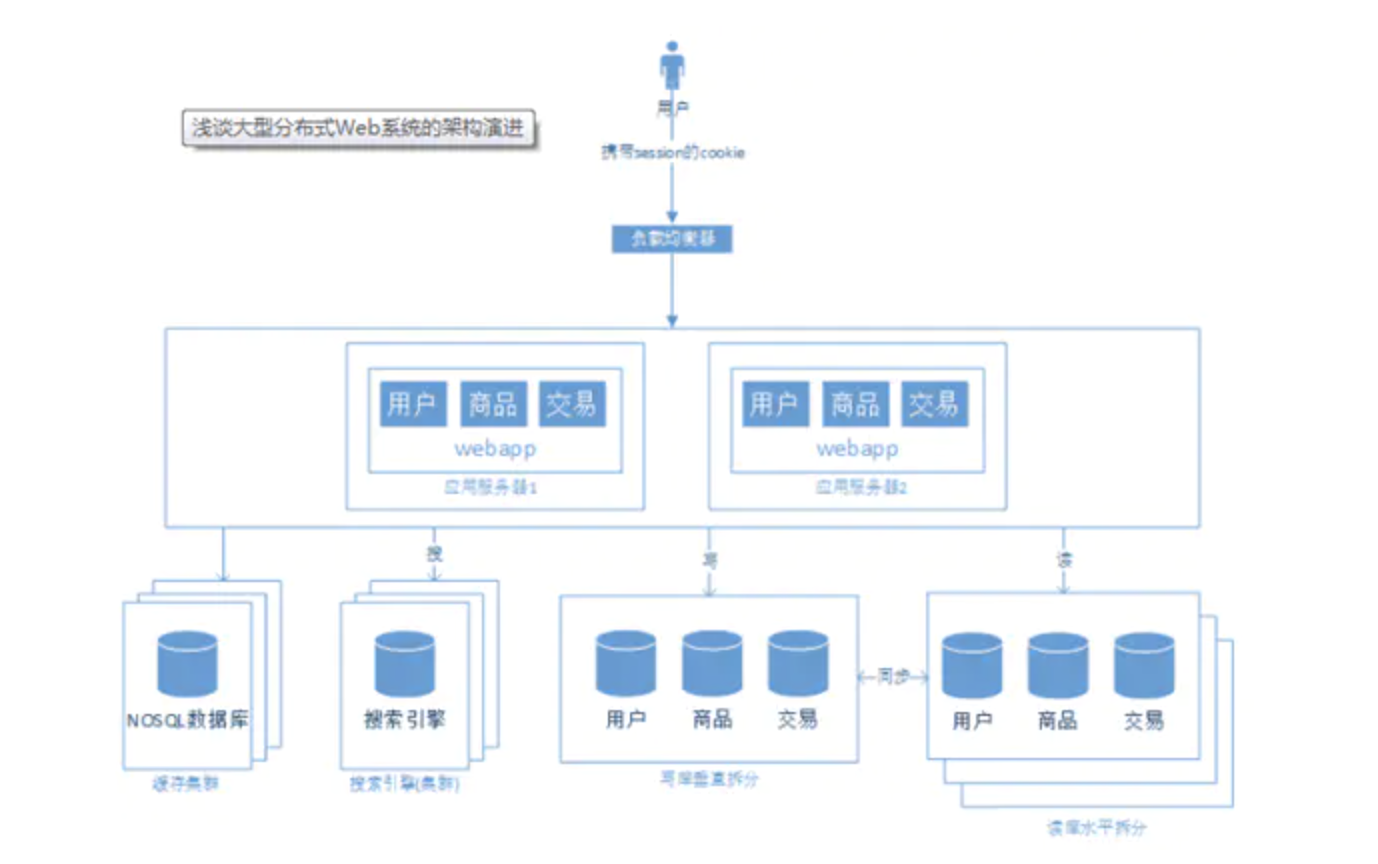 用户
浅谈大型分布式Web系统的架构演进
携带session的cookie
负载均衡器
用户 商品 交易
webapp
应用服务器1
用户 商品 交易
webapp
应用服务器2
搜
写
读
NOSQL数据库
缓存集群
搜索引擎
搜索引擎(集群)
用户 商品 交易
写库垂直拆分
同步
用户 商品 交易
读库水平拆分